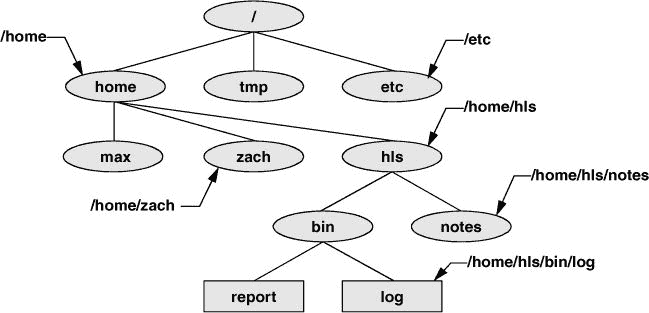 /
/home
/etc
home
tmp
etc
/home/hls
max
zach
hls
/home/zach
/home/hls/notes
bin
notes
/home/hls/bin/log
report
log